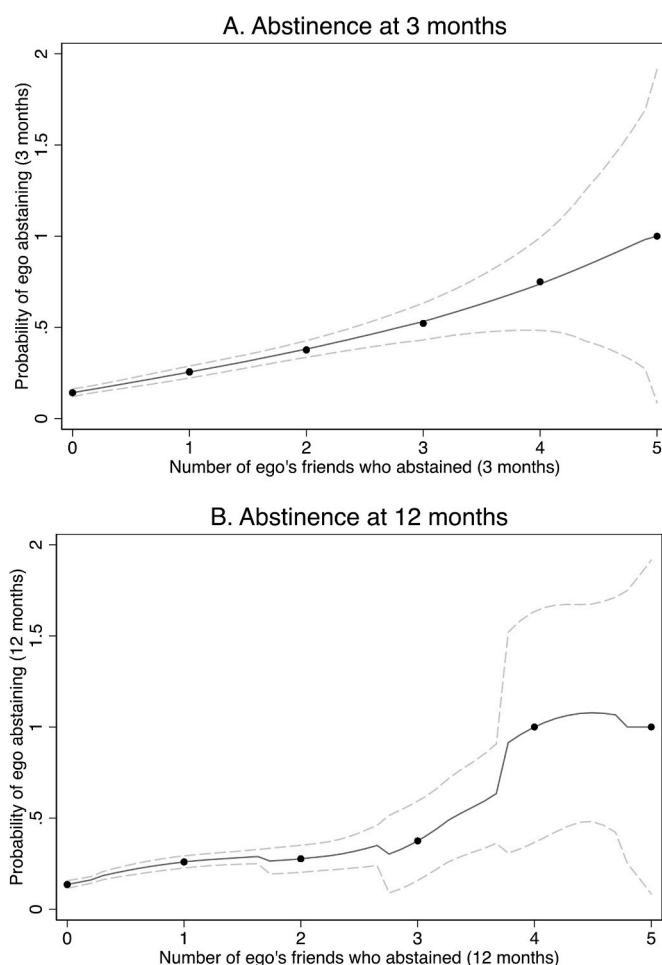 A. Abstinence at 3 months
Probability of ego abstaining (3 months)
2
1.5
1
.5
0
0 1 2 3 4 5
Number of ego's friends who abstained (3 months)
B. Abstinence at 12 months
Probability of ego abstaining (12 months)
2
1.5
1
.5
0
0 1 2 3 4 5
Number of ego's friends who abstained (12 months)